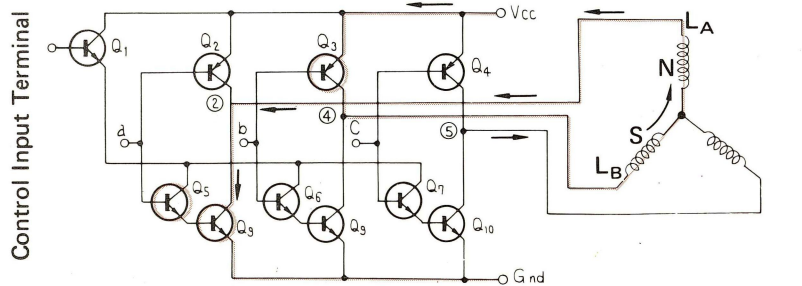 Control Input Terminal
Q1
Q2
Q3
Q4
Vcc
LA
N
S
LB
②
④
⑤
a
b
C
Q5
Q9
Q6
Q9
Q7
Q10
Gnd